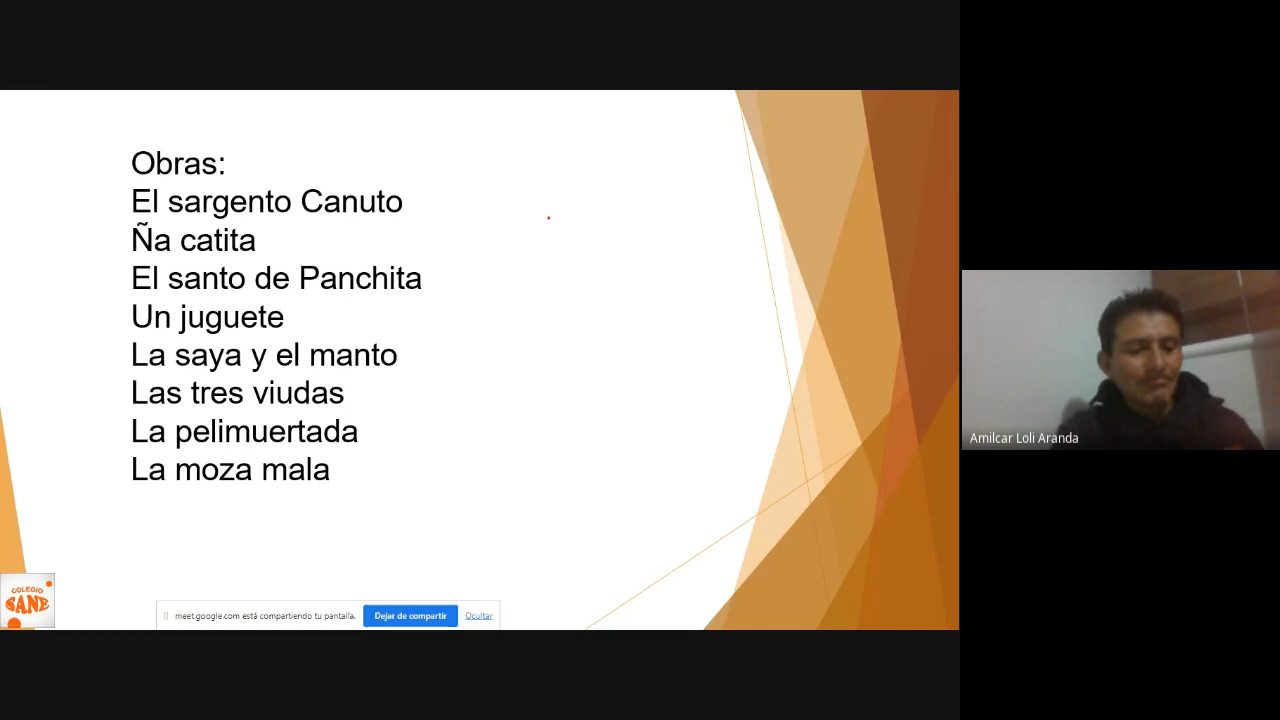 Obras:
El sargento Canuto
Ña catita
El santo de Panchita
Un juguete
La saya y el manto
Las tres viudas
La pelimuertada
La moza mala
COLEGIO
SANE
meet.google.com está compartiendo tu pantalla.
Dejar de compartir
Ocultar
Amilcar Loli Aranda